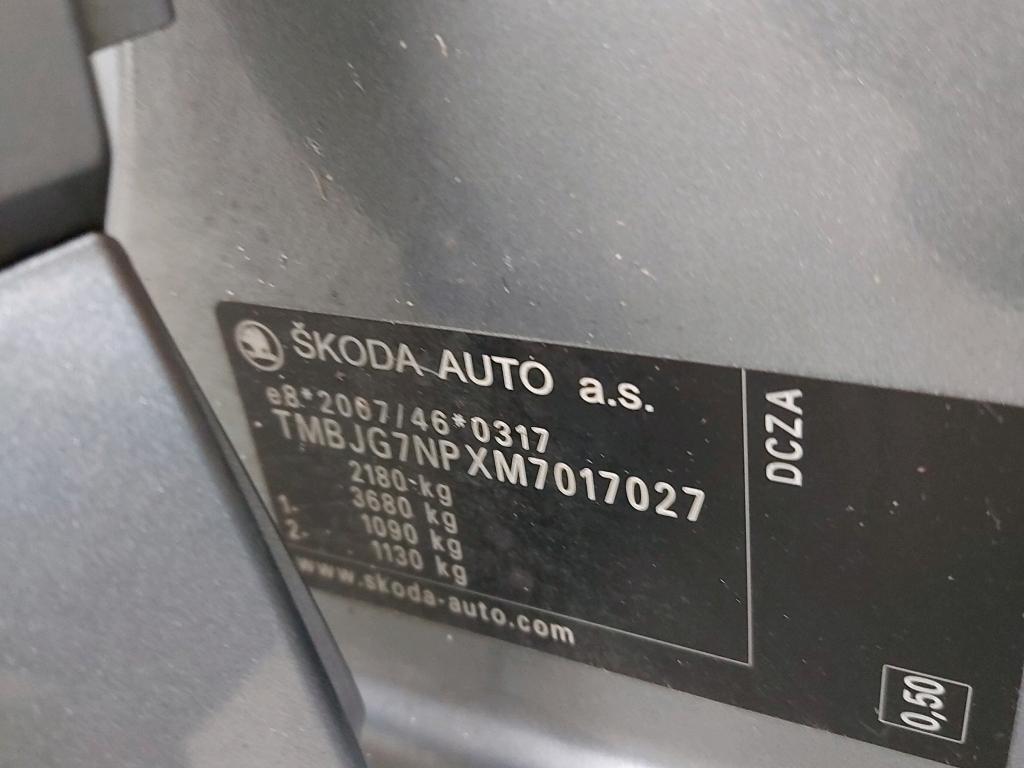 ŠKODA AUTO a.s.
e8*2007/46*0317
TMBJG7NPXM7017027
2180-kg
3680 kg
1- 1090 kg
2- 1130 kg
www.skoda-auto.com
DCZA
0,50